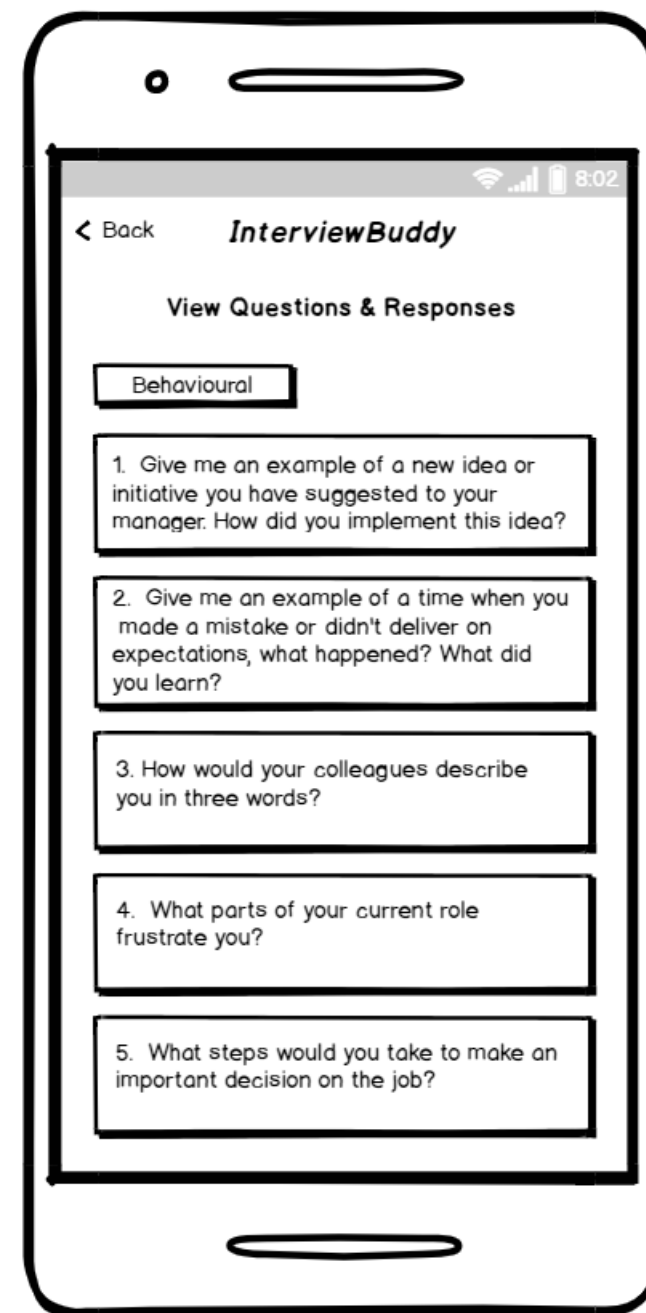 8:02
< Back
InterviewBuddy
View Questions & Responses
Behavioural
1. Give me an example of a new idea or
initiative you have suggested to your
manager. How did you implement this idea?
2. Give me an example of a time when you
made a mistake or didn't deliver on
expectations, what happened? What did
you learn?
3. How would your colleagues describe
you in three words?
4. What parts of your current role
frustrate you?
5. What steps would you take to make an
important decision on the job?